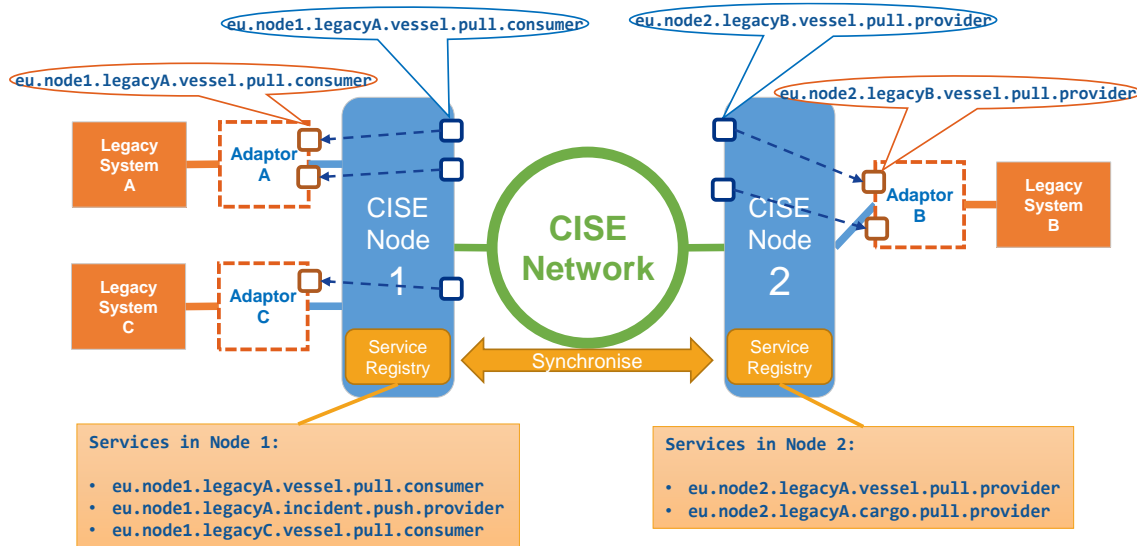 eu.node1.legacyA.vessel.pull.consumer
eu.node2.legacyB.vessel.pull.provider
eu.node1.legacyA.vessel.pull.consumer
eu.node2.legacyB.vessel.pull.provider
Legacy
System
A
Adaptor
A
CISE
Node
1
CISE
Network
CISE
Node
2
Adaptor
B
Legacy
System
B
Legacy
System
C
Adaptor
C
Service
Registry
Synchronise
Service
Registry
Services in Node 1:
• eu.node1.legacyA.vessel.pull.consumer
• eu.node1.legacyA.incident.push.provider
• eu.node1.legacyC.vessel.pull.consumer
Services in Node 2:
• eu.node2.legacyA.vessel.pull.provider
• eu.node2.legacyA.cargo.pull.provider